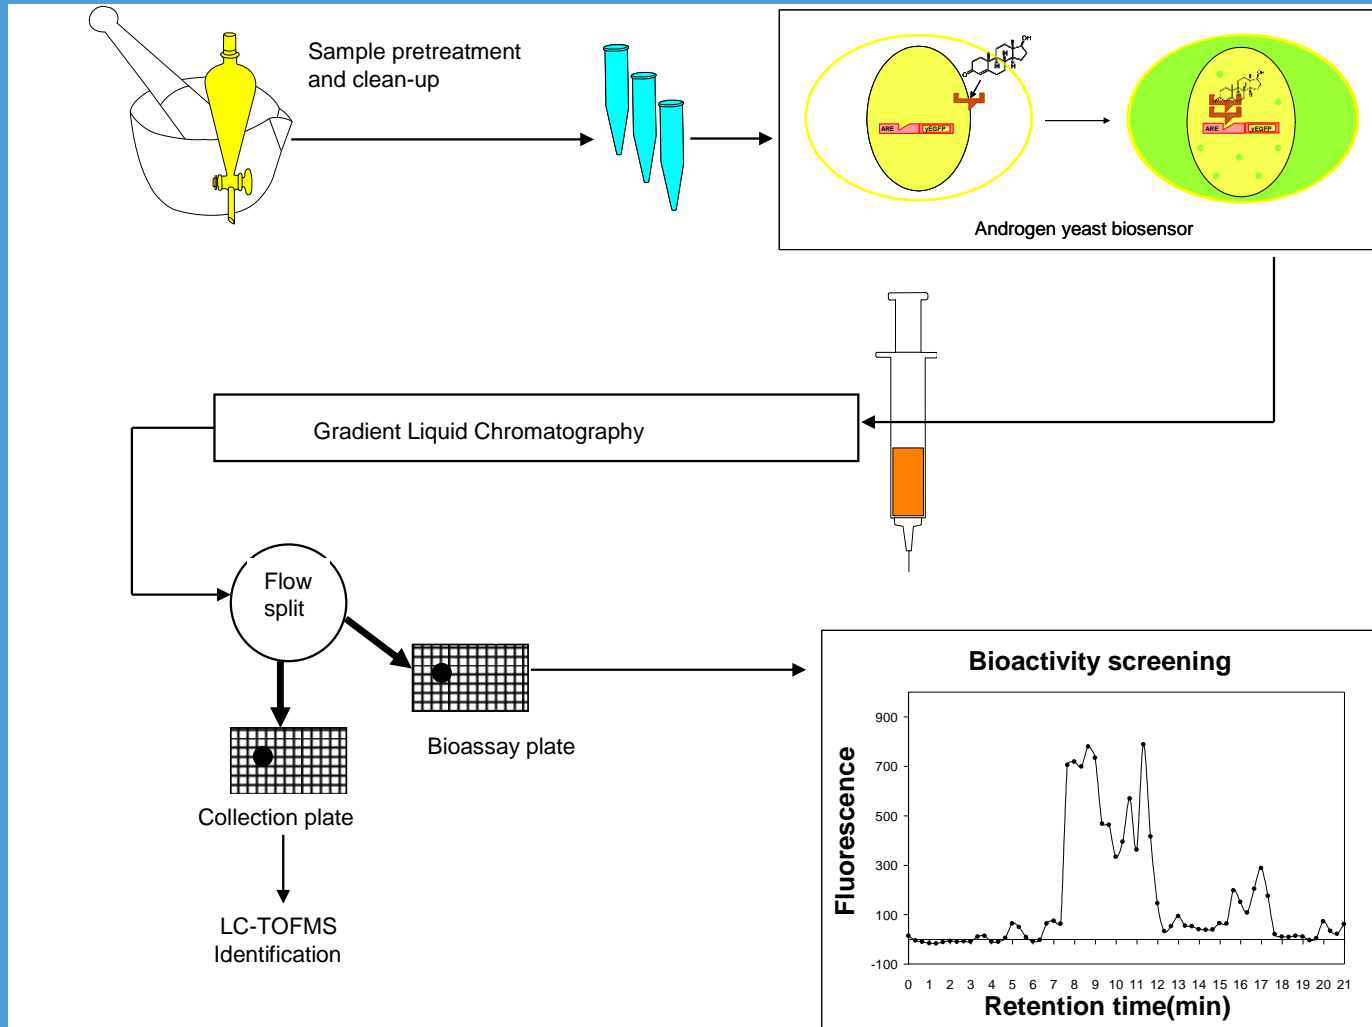 Sample pretreatment
and clean-up
OH
H
H
H
O
ARE
yEGFP
OH
ARE
yEGFP
Androgen yeast biosensor
Gradient Liquid Chromatography
Flow
split
Bioassay plate
Collection plate
LC-TOFMS
Identification
Bioactivity screening
Fluorescence
900
700
500
300
100
-100
0 1 2 3 4 5 6 7 8 9 10 11 12 13 14 15 16 17 18 19 20 21
Retention time(min)